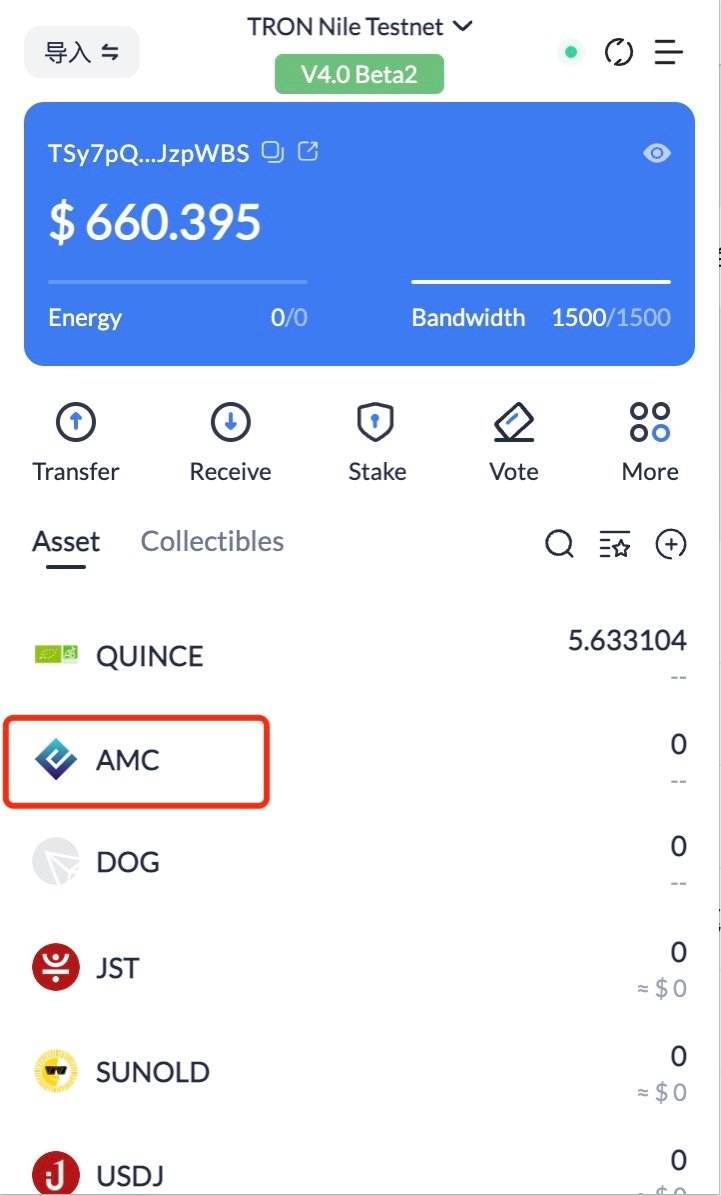 导入
TRON Nile Testnet
V4.0 Beta2
TSy7pQ...JzpWBS
$ 660.395
Energy 0/0
Bandwidth 1500/1500
Transfer Receive Stake Vote More
Asset Collectibles
QUINCE 5.633104
--
AMC 0
--
DOG 0
--
JST 0
≈ $ 0
SUNOLD 0
≈ $ 0
USDJ 0
≈ $ 0